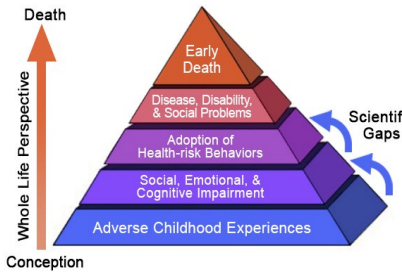 Death
Whole Life Perspective
Conception
Early
Death
Disease, Disability,
& Social Problems
Adoption of
Health-risk Behaviors
Social, Emotional, &
Cognitive Impairment
Adverse Childhood Experiences
Scientif
Gaps